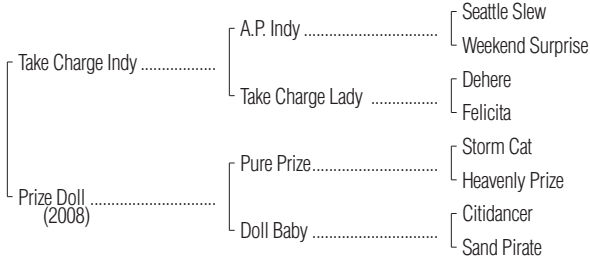 Seattle Slew
A.P. Indy
Weekend Surprise
Take Charge Indy
Dehere
Take Charge Lady
Felicita
Storm Cat
Pure Prize
Heavenly Prize
Prize Doll
(2008)
Citidancer
Doll Baby
Sand Pirate